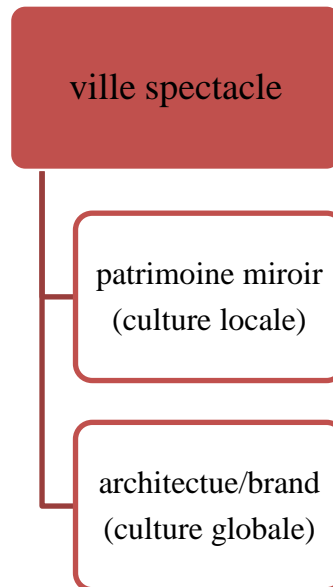 ville spectacle
patrimoine miroir
(culture locale)
architectue/brand
(culture globale)